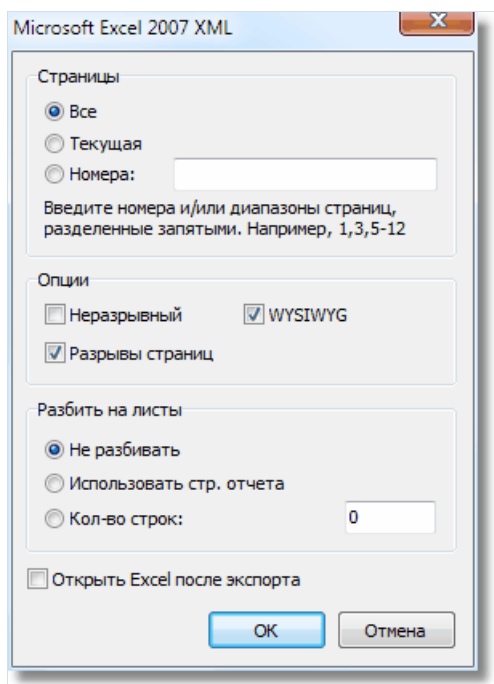 Microsoft Excel 2007 XML
Страницы
Все
Текущая
Номера:
Введите номера и/или диапазоны страниц,
разделенные запятыми. Например, 1,3,5-12
Опции
Неразрывный WYSIWYG
Разрывы страниц
Разбить на листы
Не разбивать
Использовать стр. отчета
Кол-во строк: 0
Открыть Excel после экспорта
OK Отмена